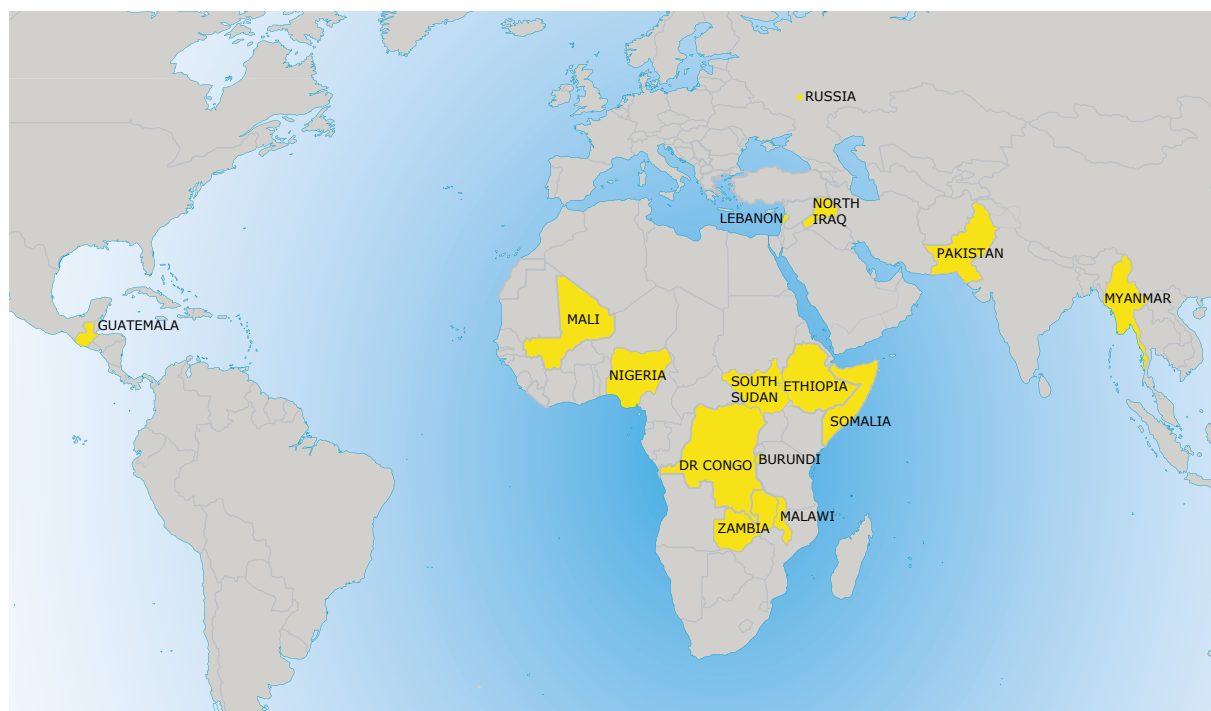 RUSSIA
NORTH
IRAQ
LEBANON
PAKISTAN
MYANMAR
GUATEMALA
MALI
NIGERIA
SOUTH
SUDAN
ETHIOPIA
SOMALIA
DR CONGO
BURUNDI
MALAWI
ZAMBIA